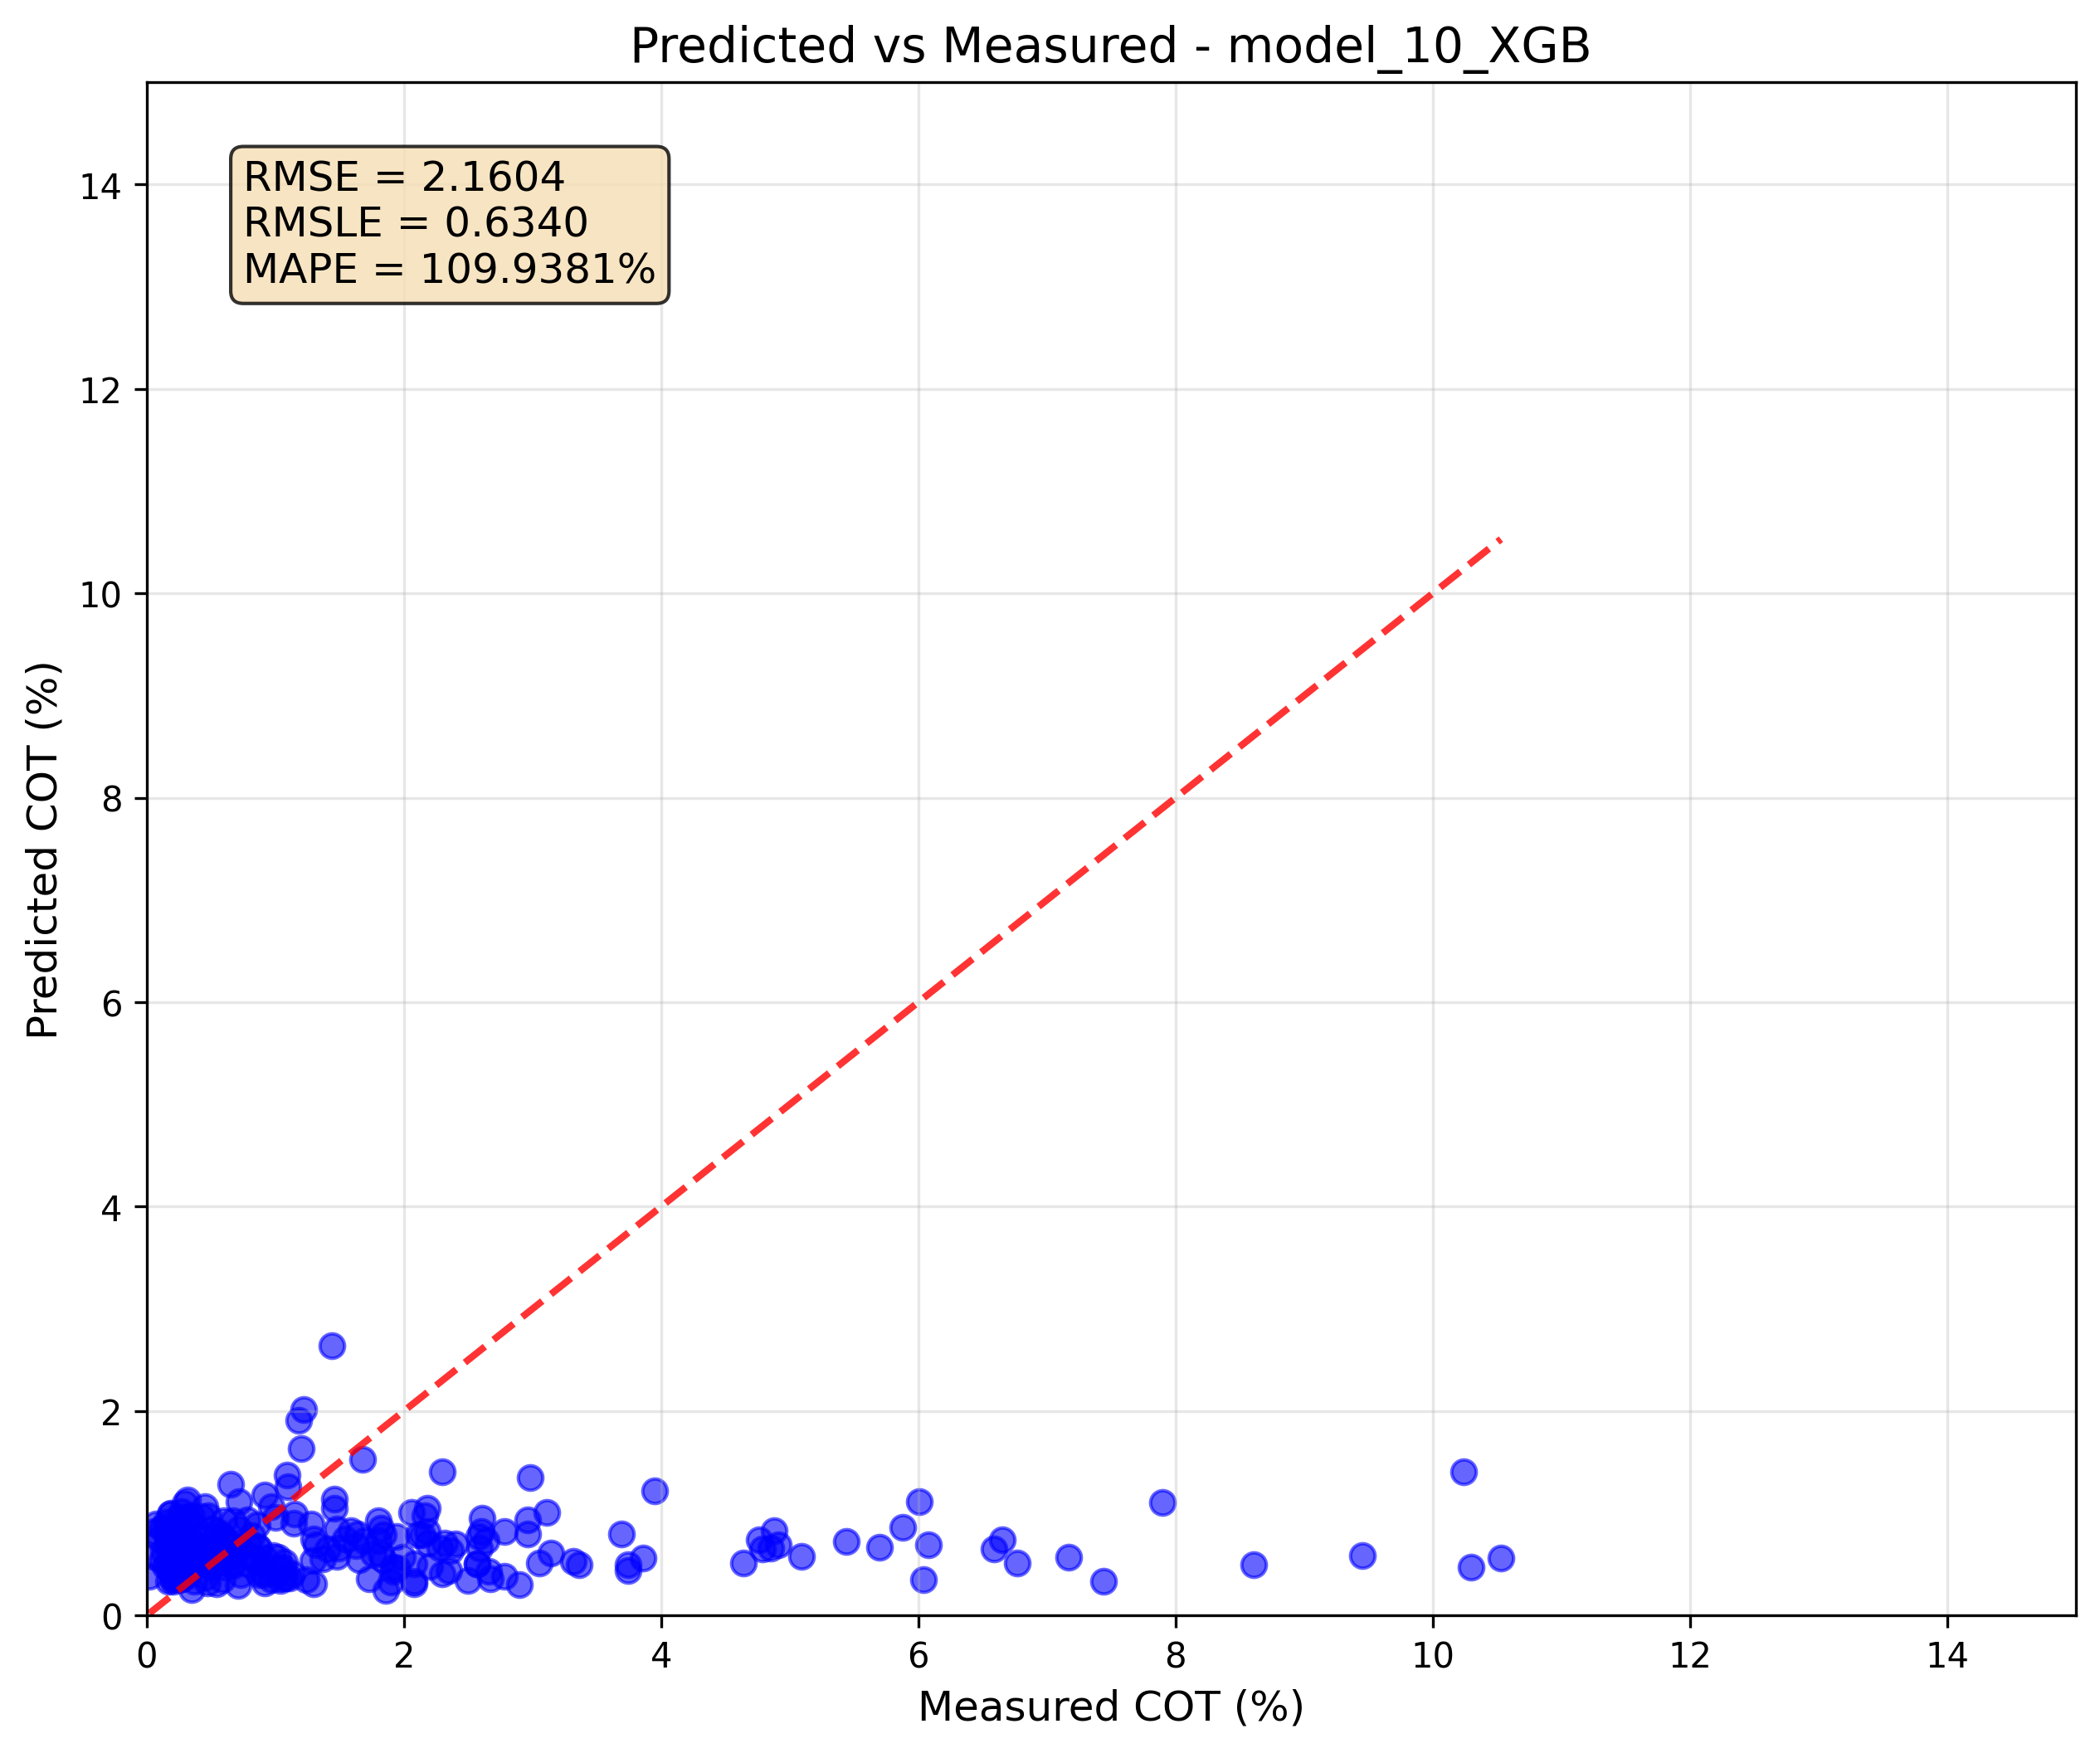 Predicted vs Measured - model_10_XGB
RMSE = 2.1604
RMSLE = 0.6340
MAPE = 109.9381%
Predicted COT (%)
14
12
10
8
6
4
2
0
0 2 4 6 8 10 12 14
Measured COT (%)